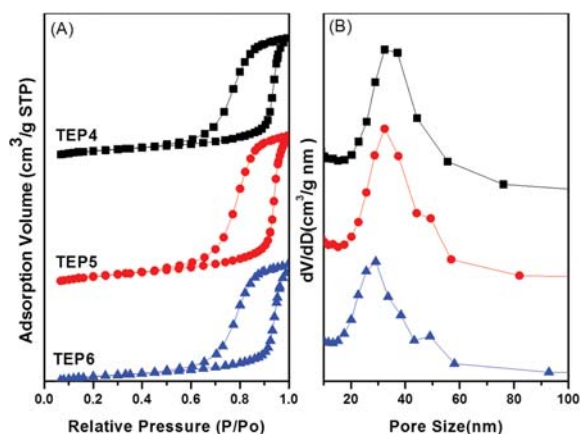 (A)
TEP4
TEP5
TEP6
Adsorption Volume (cm³/g STP)
0.0 0.2 0.4 0.6 0.8 1.0
Relative Pressure (P/Po)
(B)
dV/dD(cm³/g nm)
20 40 60 80 100
Pore Size(nm)